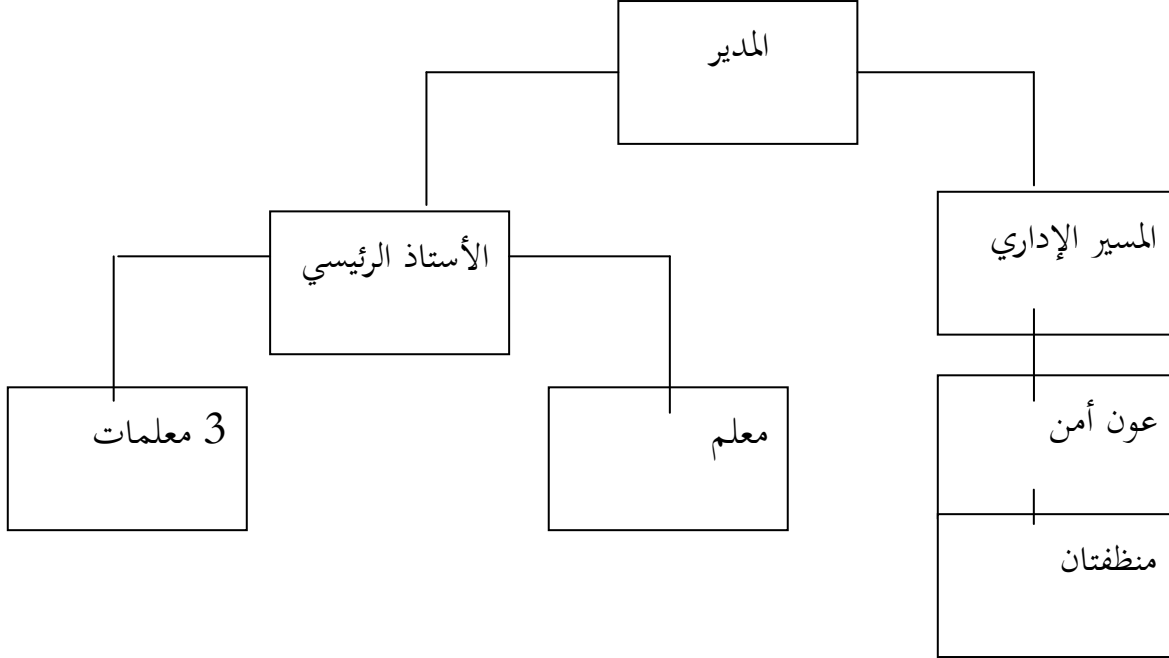 المدير
المسير الإداري
الأستاذ الرئيسي
عون أمن
معلم
3 معلمات
منظفتان